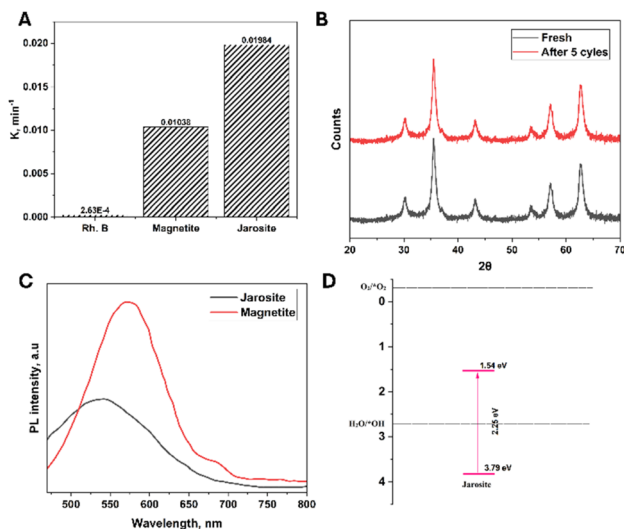 A
0.020
0.015
0.010
0.005
0.000
K, min⁻¹
2.63E-4
0.01038
0.01984
Rh. B
Magnetite
Jarosite
B
Fresh
After 5 cyles
Counts
20
30
40
50
60
70
2θ
C
Jarosite
Magnetite
PL intensity, a.u
500
550
600
650
700
750
800
Wavelength, nm
D
O₂/*O₂
0
1
1.54 eV
2
2.25 eV
H₂O/*OH
3
3.79 eV
4
Jarosite